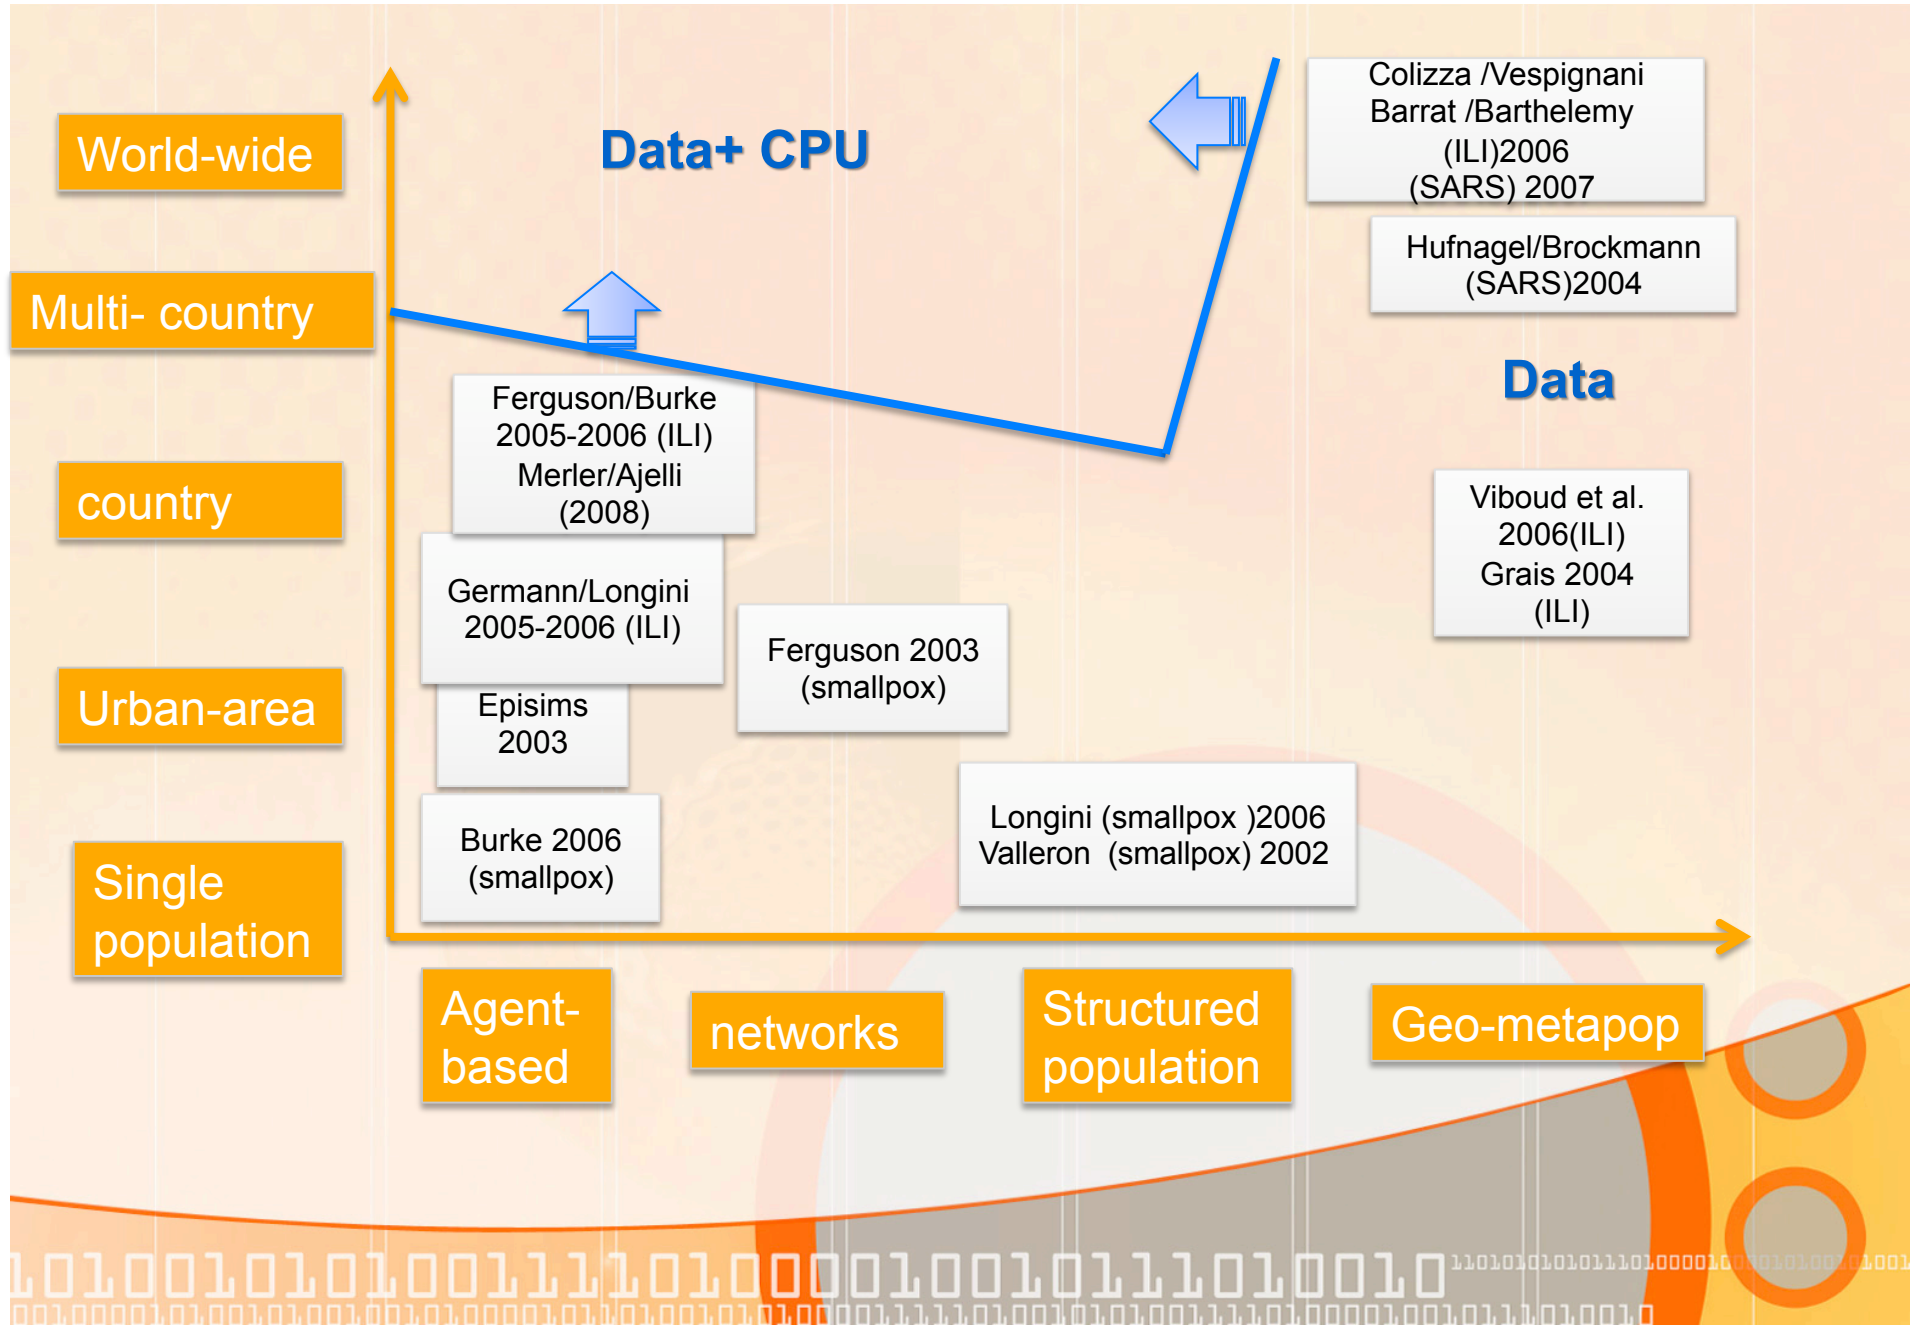 World-wide
Data+ CPU
Colizza /Vespignani
Barrat /Barthelemy
(ILI)2006
(SARS) 2007
Hufnagel/Brockmann
(SARS)2004
Multi- country
Data
Ferguson/Burke
2005-2006 (ILI)
Merler/Ajelli
(2008)
country
Viboud et al.
2006(ILI)
Grais 2004
(ILI)
Germann/Longini
2005-2006 (ILI)
Ferguson 2003
(smallpox)
Urban-area
Episims
2003
Burke 2006
(smallpox)
Longini (smallpox )2006
Valleron (smallpox) 2002
Single
population
Agent-
based
networks
Structured
population
Geo-metapop